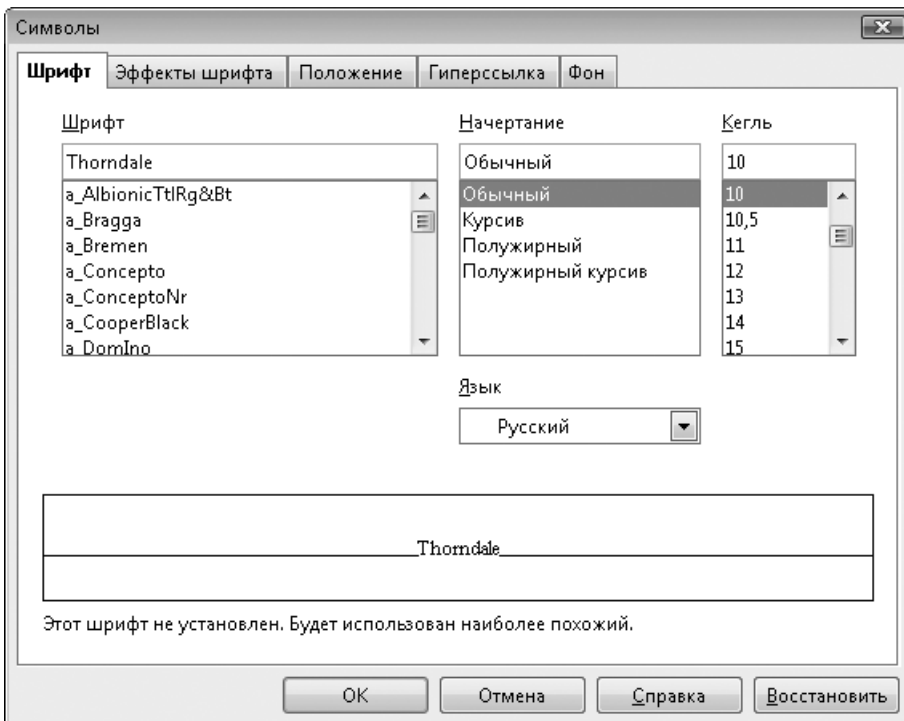 Символы
Шрифт Эффекты шрифта Положение Гиперссылка Фон
Шрифт Начертание Кегль
Thorndale Обычный 10
a_AlbionicTtlRg&Bt Обычный 10
a_Bragga Курсив 10,5
a_Bremen Полужирный 11
a_Concepto Полужирный курсив 12
a_ConceptoNr 13
a_CooperBlack 14
a_DomIno 15
Язык
Русский
Thorndale
Этот шрифт не установлен. Будет использован наиболее похожий.
OK Отмена Справка Восстановить